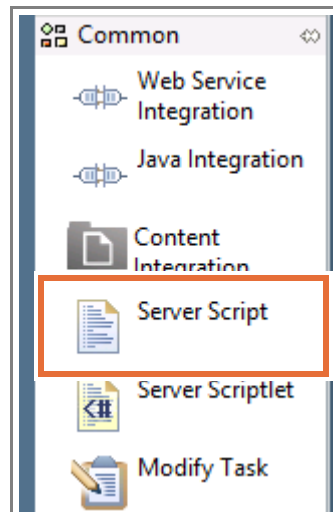 Common
Web Service
Integration
Java Integration
Content
Integration
Server Script
Server Scriptlet
<#
Modify Task